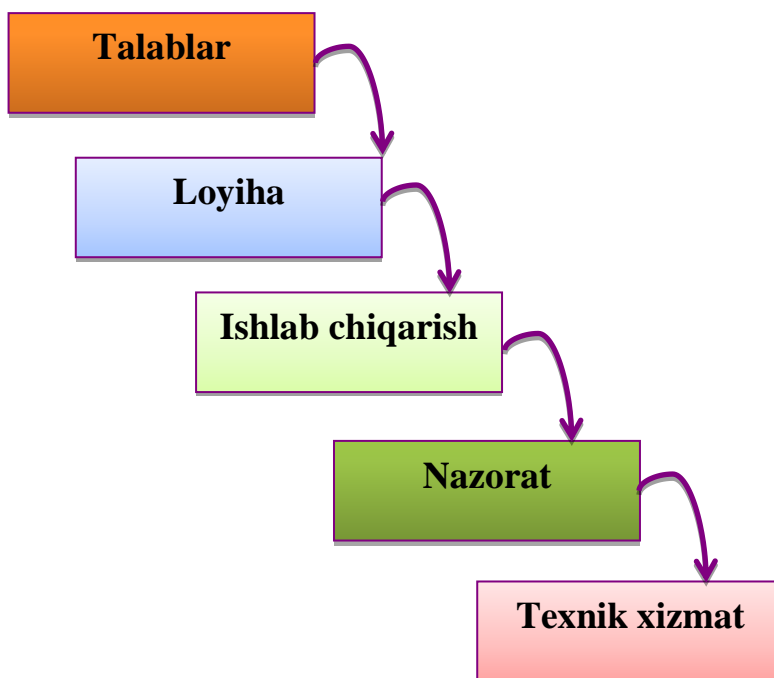 Talablar
Loyiha
Ishlab chiqarish
Nazorat
Texnik xizmat